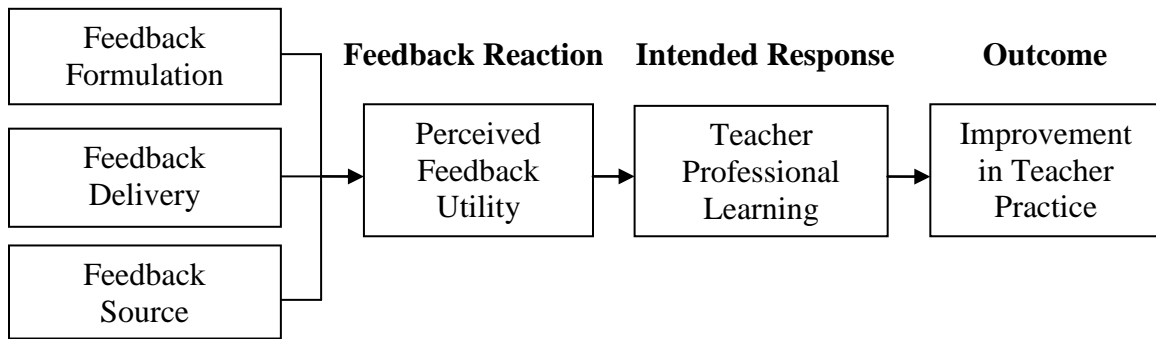 Feedback
Formulation
Feedback
Delivery
Feedback
Source
Feedback Reaction
Perceived
Feedback
Utility
Intended Response
Teacher
Professional
Learning
Outcome
Improvement
in Teacher
Practice